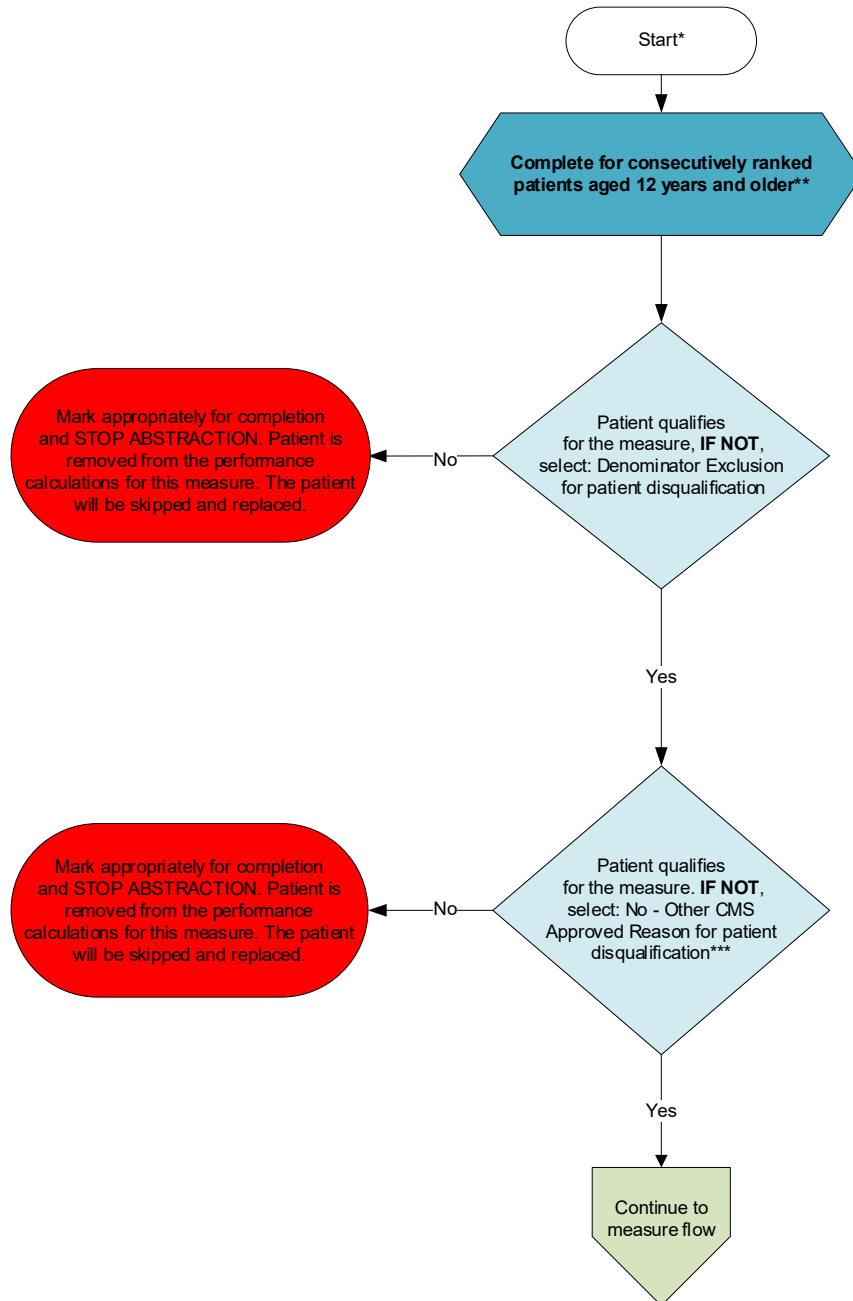 Start*
Complete for consecutively ranked
patients aged 12 years and older**
Patient qualifies
for the measure, IF NOT,
select: Denominator Exclusion
for patient disqualification
No
Mark appropriately for completion
and STOP ABSTRACTION. Patient is
removed from the performance
calculations for this measure. The patient
will be skipped and replaced.
Yes
Patient qualifies
for the measure. IF NOT,
select: No - Other CMS
Approved Reason for patient
disqualification***
No
Mark appropriately for completion
and STOP ABSTRACTION. Patient is
removed from the performance
calculations for this measure. The patient
will be skipped and replaced.
Yes
Continue to
measure flow